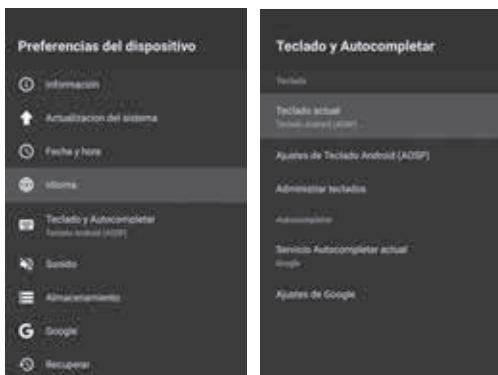 Preferencias del dispositivo
Información
Actualizacion del sistema
Fecha y hora
Idioma
Teclado y Autocompletar
Teclado Android (AOSP)
Sonido
Almacenamiento
Google
Recuperar
Teclado y Autocompletar
Teclado
Teclado actual
Teclado Android (AOSP)
Ajustes de Teclado Android (AOSP)
Administrar teclados
Autocompletar
Servicio Autocompletar actual
Google
Ajustes de Google